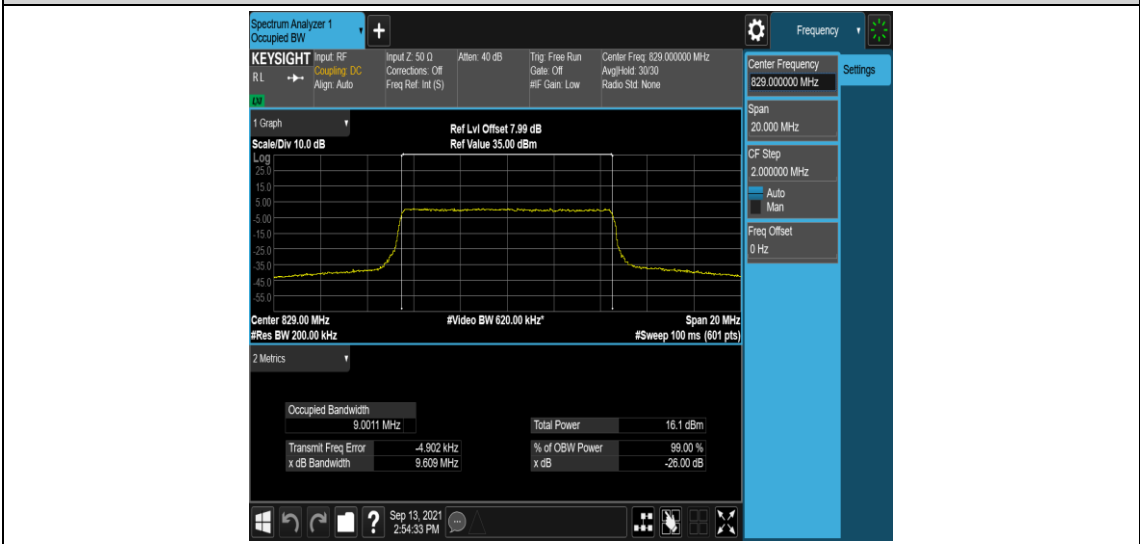 Spectrum Analyzer 1
Occupied BW
+
Frequency
KEYSIGHT
RL
LXI
Input: RF
Coupling: DC
Align: Auto
Input Z: 50 Ω
Corrections: Off
Freq Ref: Int (S)
Atten: 40 dB
Trig: Free Run
Gate: Off
#IF Gain: Low
Center Freq: 829.000000 MHz
Avg|Hold: 30/30
Radio Std: None
Center Frequency
829.000000 MHz
Settings
Span
20.000 MHz
CF Step
2.000000 MHz
Auto
Man
Freq Offset
0 Hz
1 Graph
Scale/Div 10.0 dB
Ref Lvl Offset 7.99 dB
Ref Value 35.00 dBm
Log
25.0
15.0
5.00
-5.00
-15.0
-25.0
-35.0
-45.0
-55.0
Center 829.00 MHz
#Video BW 620.00 kHz*
Span 20 MHz
#Res BW 200.00 kHz
#Sweep 100 ms (601 pts)
2 Metrics
Occupied Bandwidth
9.0011 MHz
Total Power 16.1 dBm
Transmit Freq Error -4.902 kHz
% of OBW Power 99.00 %
x dB Bandwidth 9.609 MHz
x dB -26.00 dB
?
Sep 13, 2021
2:54:33 PM